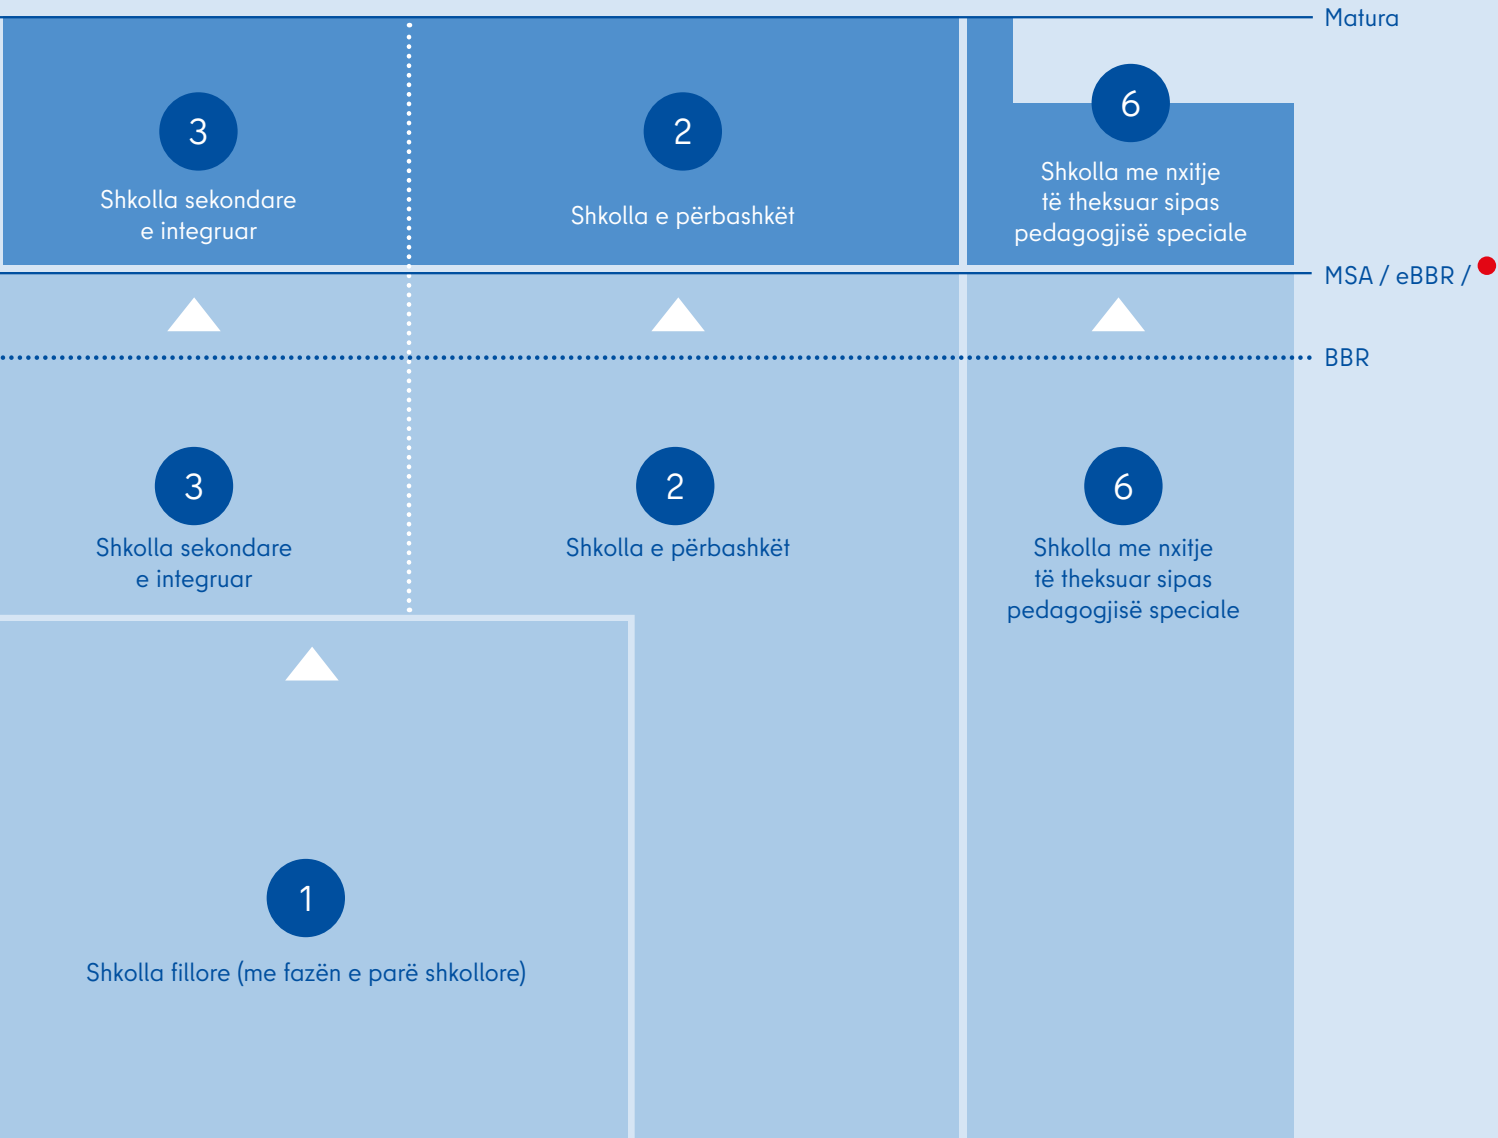 Matura
3
Shkolla sekondare
e integruar
2
Shkolla e përbashkët
6
Shkolla me nxitje
të theksuar sipas
pedagogjisë speciale
MSA / eBBR /
BBR
3
Shkolla sekondare
e integruar
2
Shkolla e përbashkët
6
Shkolla me nxitje
të theksuar sipas
pedagogjisë speciale
1
Shkolla fillore (me fazën e parë shkollore)